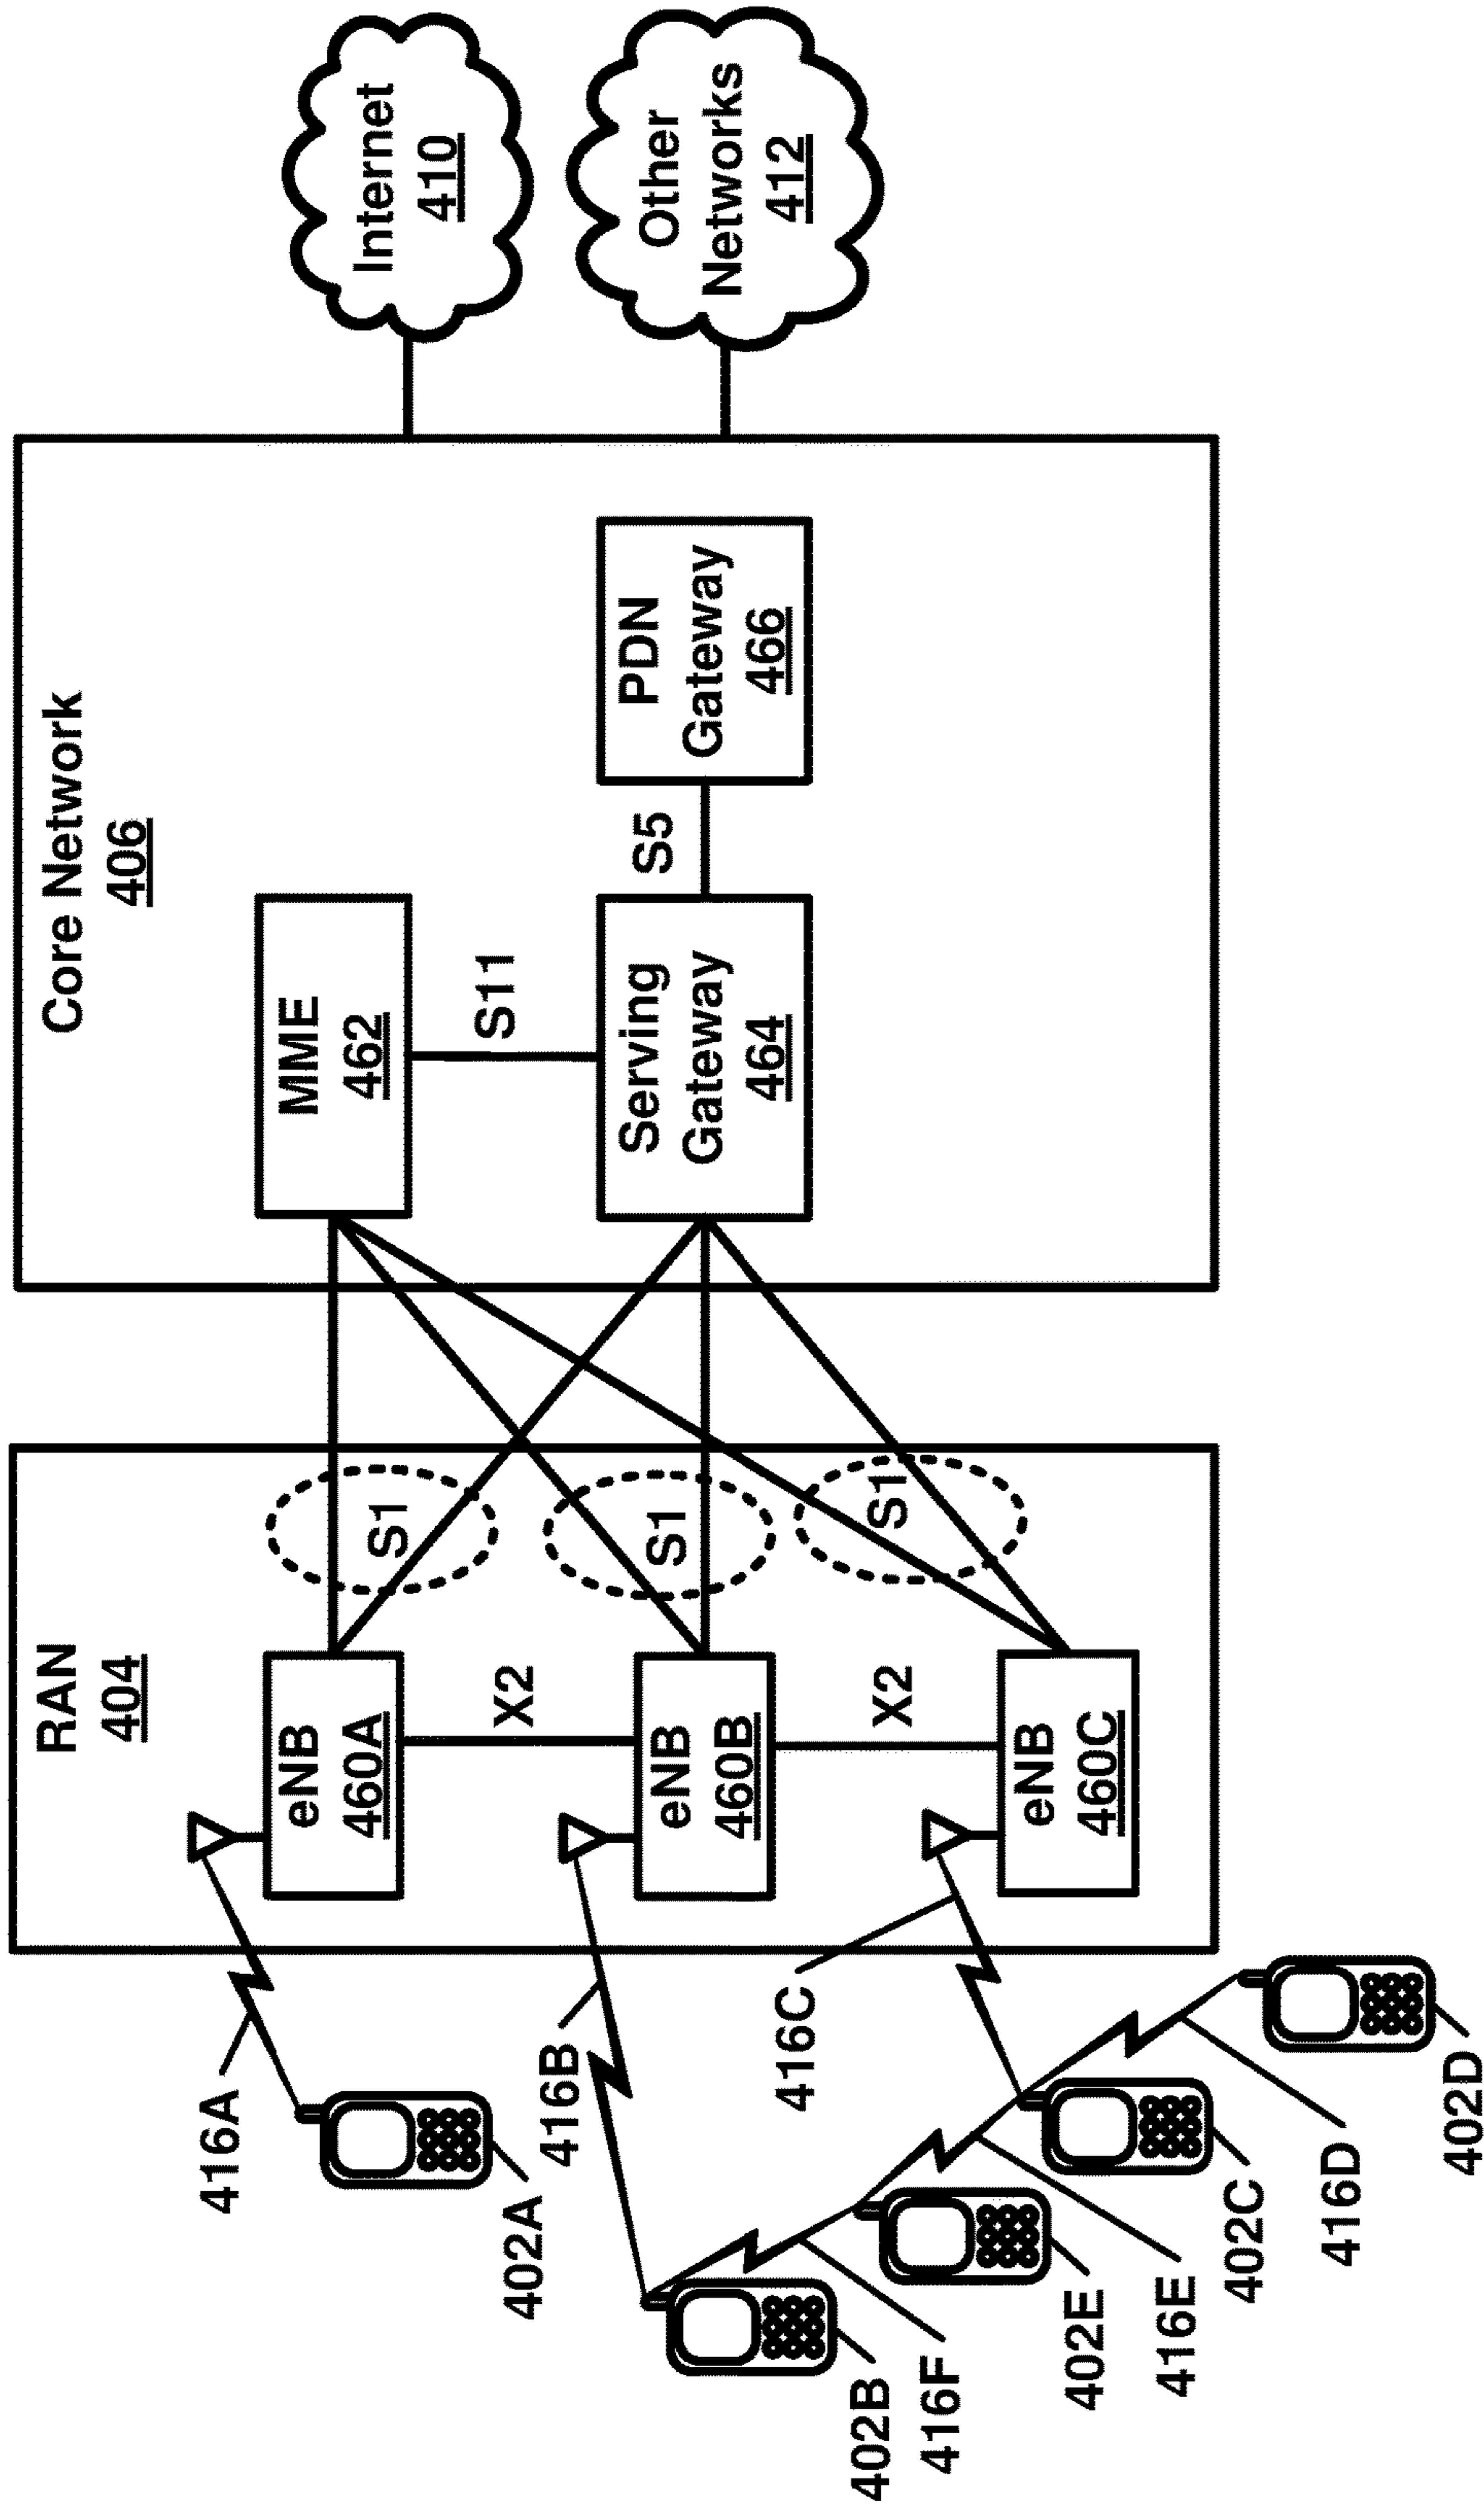 RAN
404
Core Network
406
416A
402A
eNB
460A
S1
MME
462
Internet
410
X2
S11
416B
402B
eNB
460B
S1
Serving
Gateway
464
S5
PDN
Gateway
466
Other
Networks
412
416C
X2
S1
eNB
460C
416F
402E
416E
402C
416D
402D